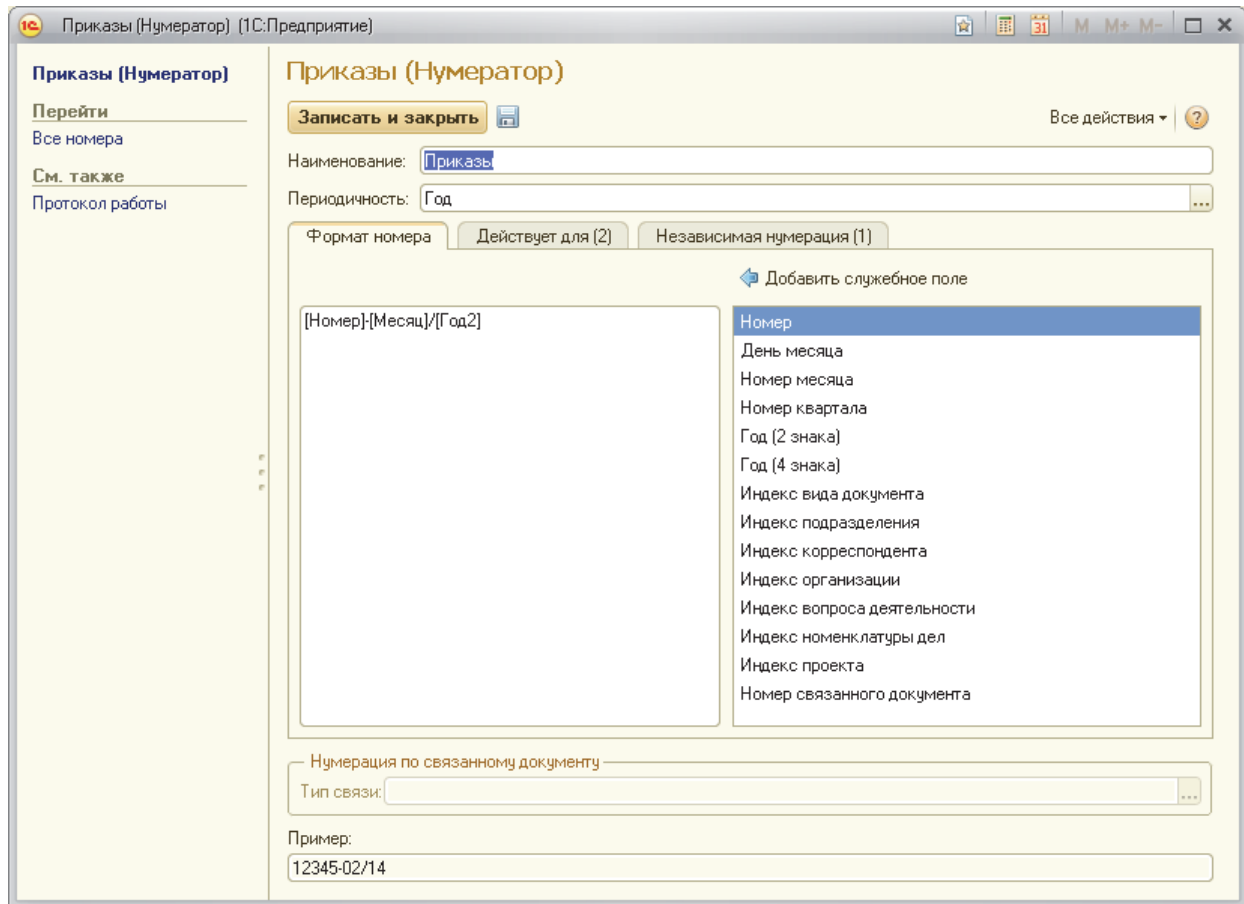 Приказы (Нумератор) (1С:Предприятие)
31 M M+ M-
Приказы (Нумератор)
Перейти
Все номера
См. также
Протокол работы
Приказы (Нумератор)
Записать и закрыть
Все действия
?
Наименование: Приказы
Периодичность: Год
...
Формат номера
Действует для (2)
Независимая нумерация (1)
Добавить служебное поле
[Номер]-[Месяц]/[Год2]
Номер
День месяца
Номер месяца
Номер квартала
Год (2 знака)
Год (4 знака)
Индекс вида документа
Индекс подразделения
Индекс корреспондента
Индекс организации
Индекс вопроса деятельности
Индекс номенклатуры дел
Индекс проекта
Номер связанного документа
Нумерация по связанному документу
Тип связи:
...
Пример:
12345-02/14